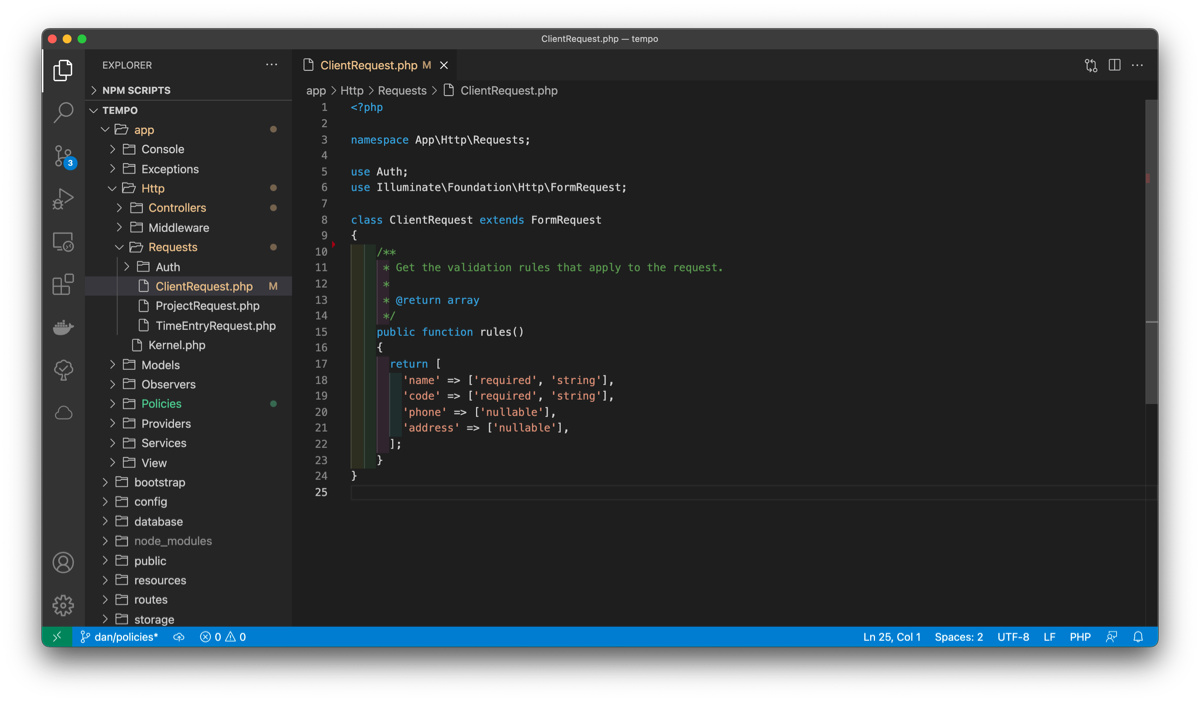 ClientRequest.php — tempo
EXPLORER
NPM SCRIPTS
TEMPO
app
Console
Exceptions
Http
Controllers
Middleware
Requests
Auth
ClientRequest.php M
ProjectRequest.php
TimeEntryRequest.php
Kernel.php
Models
Observers
Policies
Providers
Services
View
bootstrap
config
database
node_modules
public
resources
routes
storage
3
ClientRequest.php M
app > Http > Requests > ClientRequest.php
1 <?php
2
3 namespace App\Http\Requests;
4
5 use Auth;
6 use Illuminate\Foundation\Http\FormRequest;
7
8 class ClientRequest extends FormRequest
9 {
10 /**
11 * Get the validation rules that apply to the request.
12 *
13 * @return array
14 */
15 public function rules()
16 {
17 return [
18 'name' => ['required', 'string'],
19 'code' => ['required', 'string'],
20 'phone' => ['nullable'],
21 'address' => ['nullable'],
22 ];
23 }
24 }
25
dan/policies* 0 0 Ln 25, Col 1 Spaces: 2 UTF-8 LF PHP